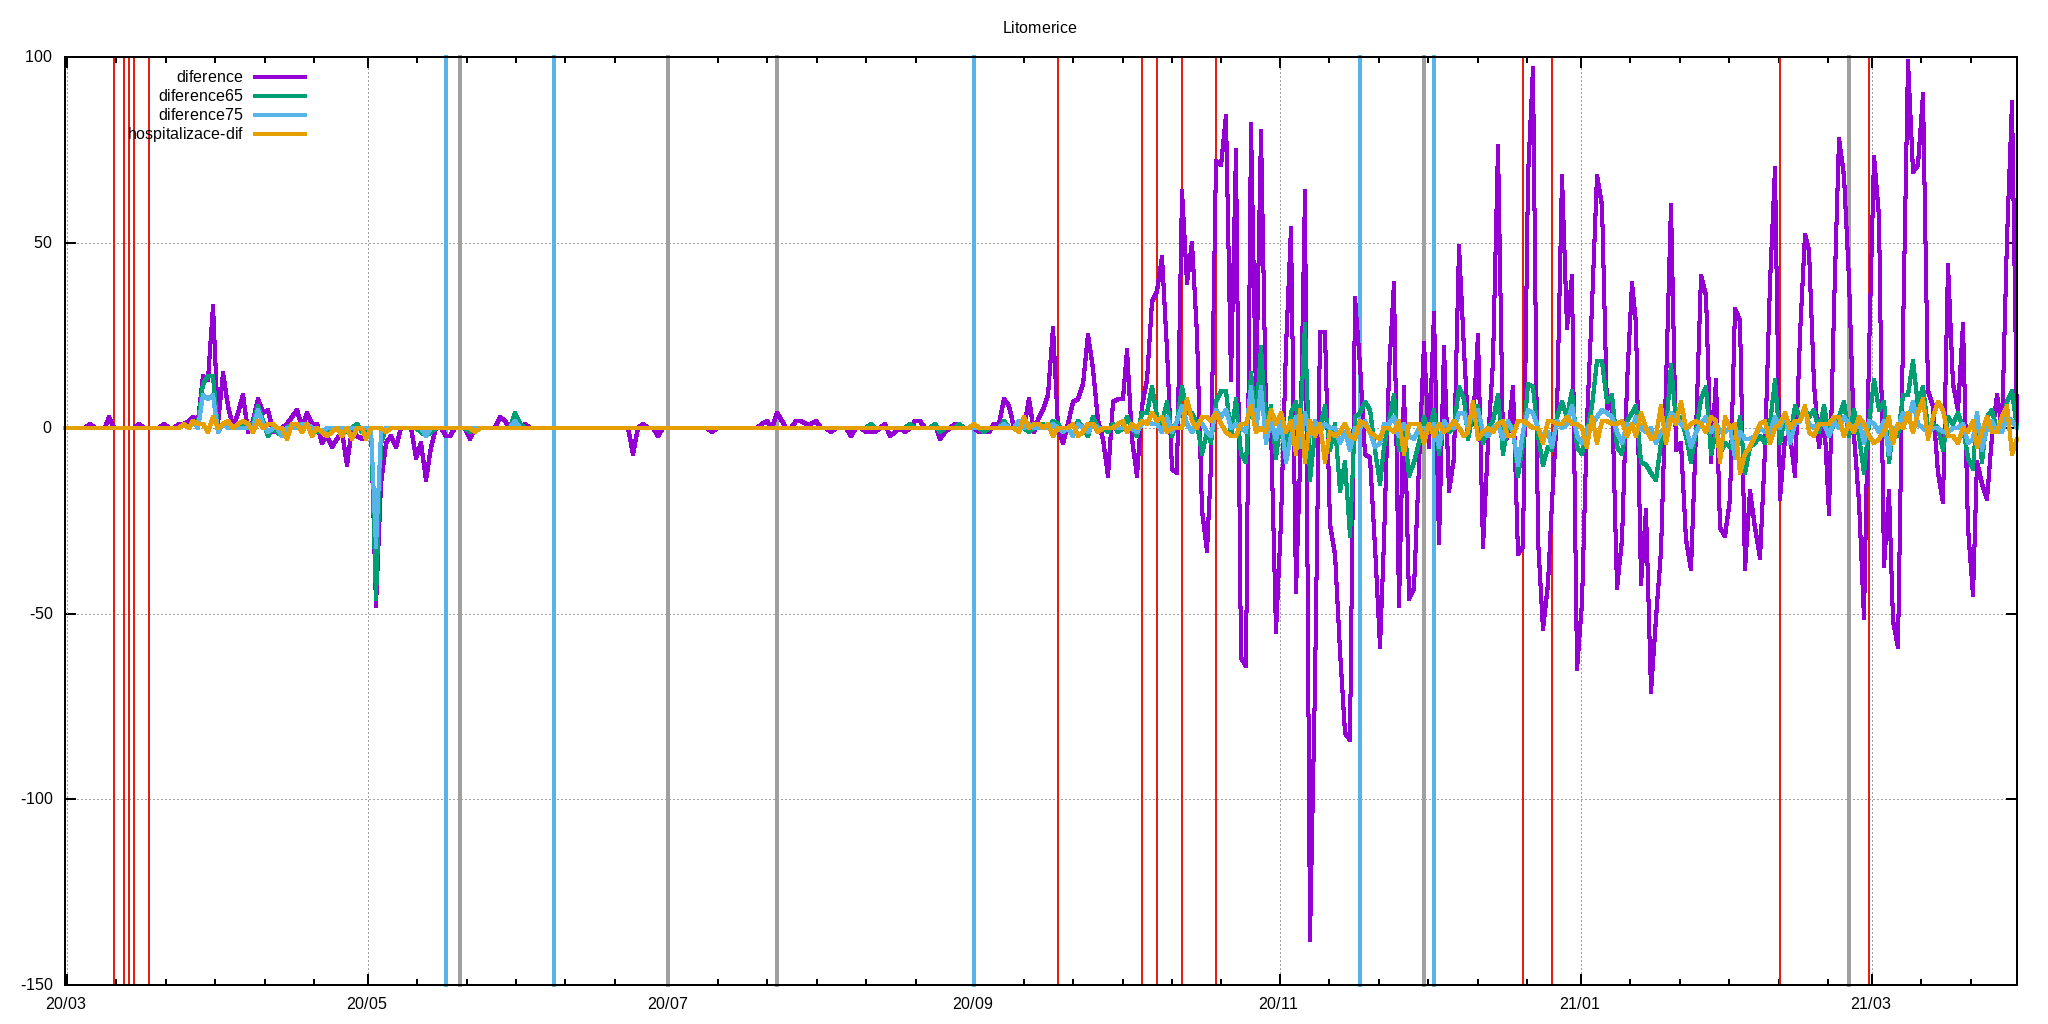 Litomerice
100
diference
diference65
diference75
hospitalizace-dif
50
0
-50
-100
-150
20/03 20/05 20/07 20/09 20/11 21/01 21/03